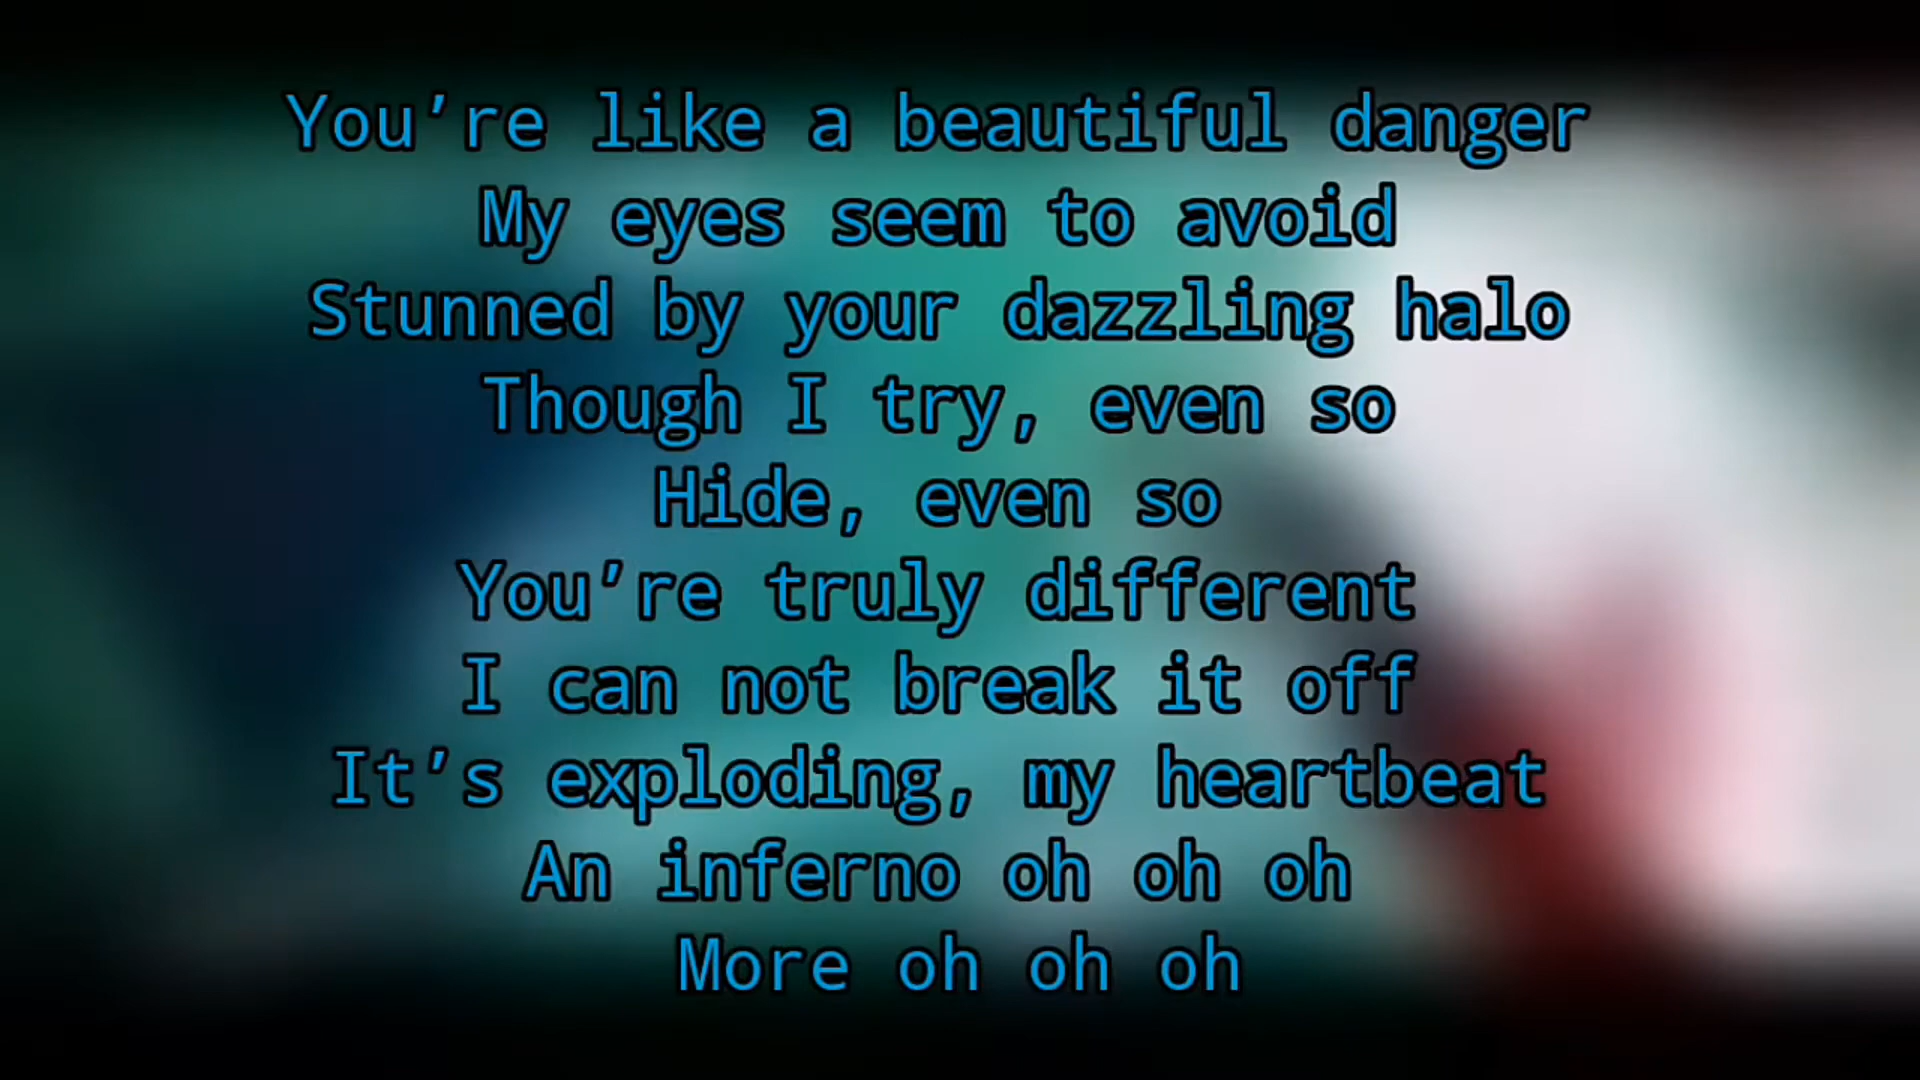 You’re like a beautiful danger
My eyes seem to avoid
Stunned by your dazzling halo
Though I try, even so
Hide, even so
You’re truly different
I can not break it off
It’s exploding, my heartbeat
An inferno oh oh oh
More oh oh oh